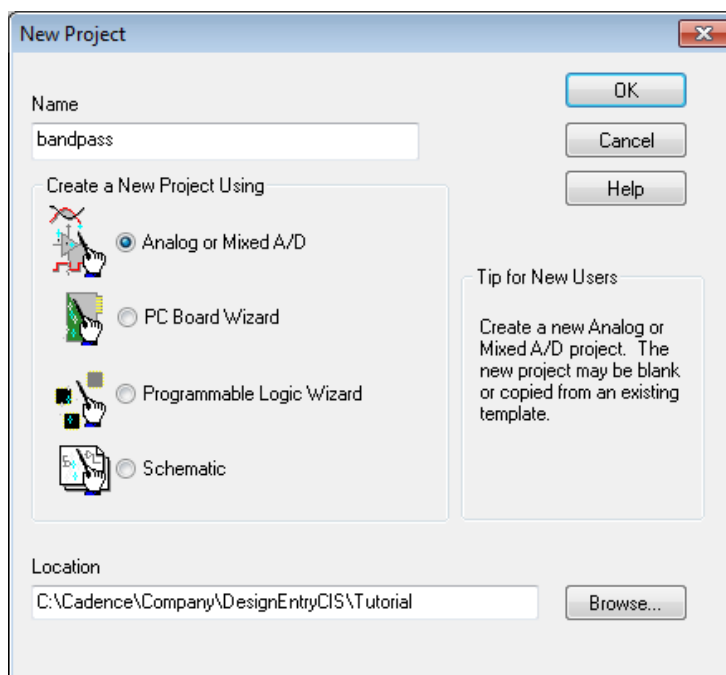 New Project
Name
bandpass
OK
Cancel
Help
Create a New Project Using
Analog or Mixed A/D
PC Board Wizard
Programmable Logic Wizard
Schematic
Tip for New Users
Create a new Analog or
Mixed A/D project. The
new project may be blank
or copied from an existing
template.
Location
C:\Cadence\Company\DesignEntryCIS\Tutorial
Browse...